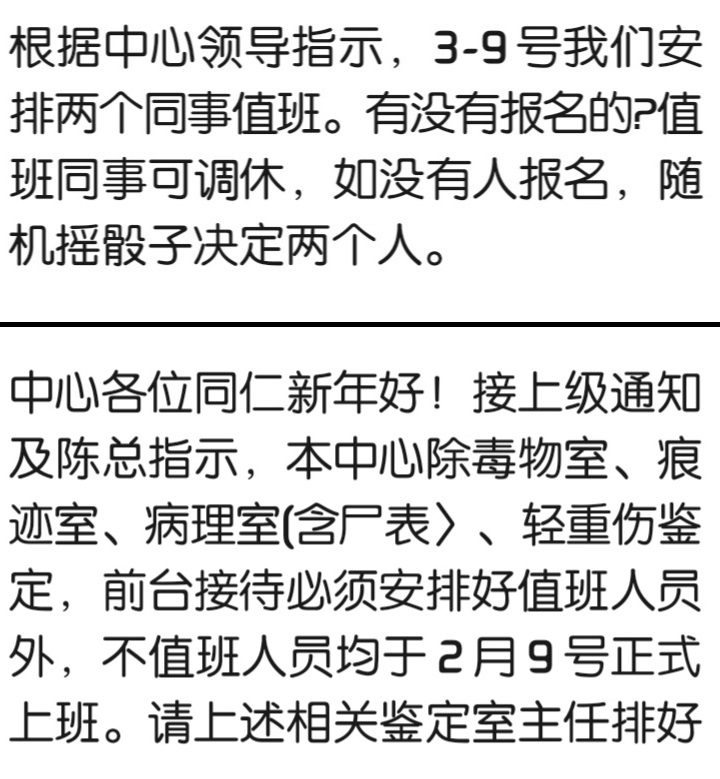 根据中心领导指示，3-9号我们安
排两个同事值班。有没有报名的?值
班同事可调休，如没有人报名，随
机摇骰子决定两个人。
中心各位同仁新年好！接上级通知
及陈总指示，本中心除毒物室、痕
迹室、病理室(含尸表〉、轻重伤鉴
定，前台接待必须安排好值班人员
外，不值班人员均于2月9号正式
上班。请上述相关鉴定室主任排好